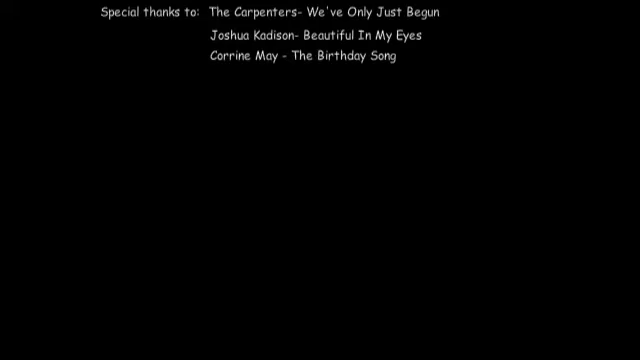 Special thanks to: The Carpenters- We've Only Just Begun
Joshua Kadison- Beautiful In My Eyes
Corrine May - The Birthday Song